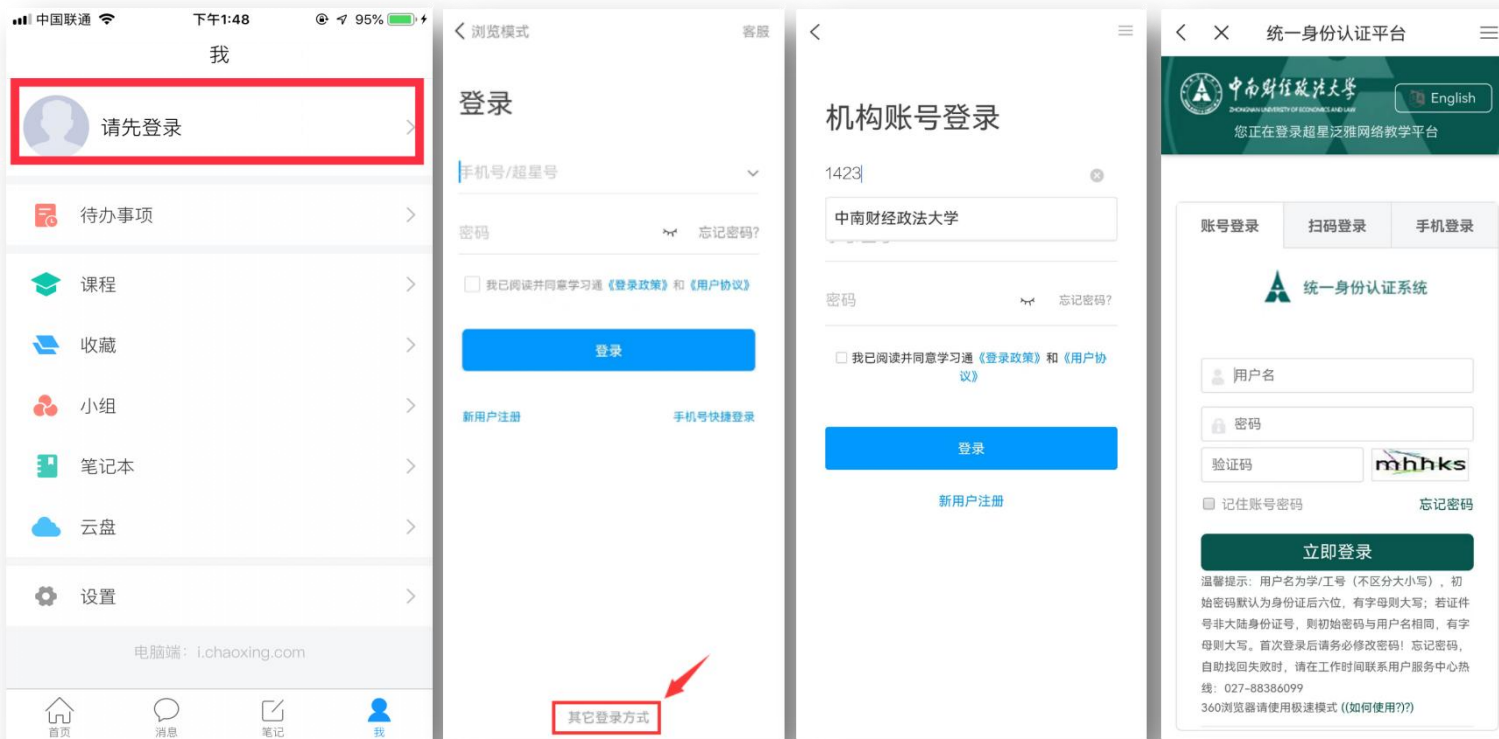 中国联通
下午1:48
95%
我
请先登录
待办事项
课程
收藏
小组
笔记本
云盘
设置
电脑端：i.chaoxing.com
首页
消息
笔记
我
浏览模式
客服
登录
手机号/超星号
密码
忘记密码?
我已阅读并同意学习通《登录政策》和《用户协议》
登录
新用户注册
手机号快捷登录
其它登录方式
机构账号登录
1423
中南财经政法大学
密码
忘记密码?
我已阅读并同意学习通《登录政策》和《用户协
议》
登录
新用户注册
统一身份认证平台
中南财经政法大学
ZHONGNAN UNIVERSITY OF ECONOMICS AND LAW
English
您正在登录超星泛雅网络教学平台
账号登录
扫码登录
手机登录
统一身份认证系统
用户名
密码
验证码
mhhks
记住账号密码
忘记密码
立即登录
温馨提示：用户名为学/工号（不区分大小写），初
始密码默认为身份证后六位，有字母则大写；若证件
号非大陆身份证号，则初始密码与用户名相同，有字
母则大写。首次登录后请务必修改密码！忘记密码，
自助找回失败时，请在工作时间联系用户服务中心热
线：027-88386099
360浏览器请使用极速模式 ((如何使用?)?)